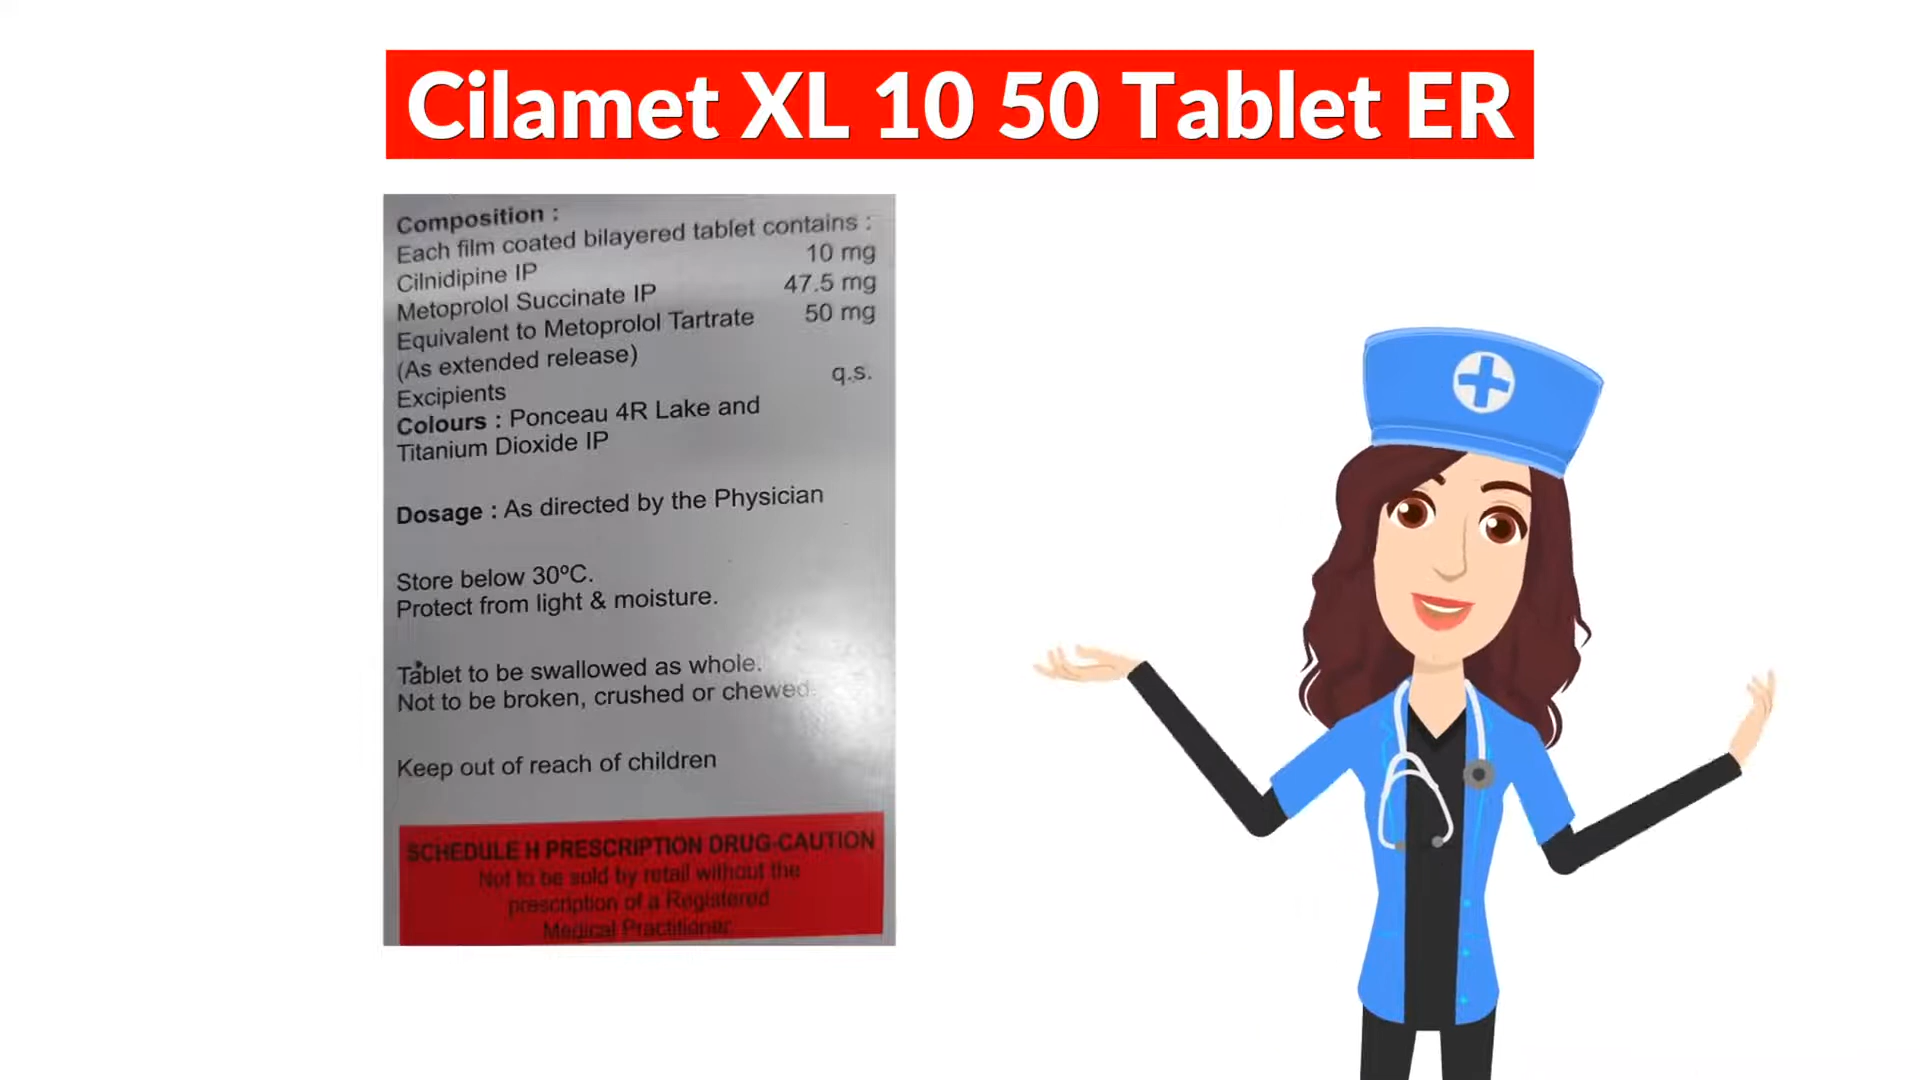 Cilamet XL 10 50 Tablet ER
Composition :
Each film coated bilayered tablet contains :
Cilnidipine IP 10 mg
Metoprolol Succinate IP 47.5 mg
Equivalent to Metoprolol Tartrate 50 mg
(As extended release)
Excipients q.s.
Colours : Ponceau 4R Lake and
Titanium Dioxide IP
Dosage : As directed by the Physician
Store below 30ºC.
Protect from light & moisture.
Tablet to be swallowed as whole.
Not to be broken, crushed or chewed.
Keep out of reach of children
SCHEDULE H PRESCRIPTION DRUG-CAUTION
Not to be sold by retail without the
prescription of a Registered
Medical Practitioner